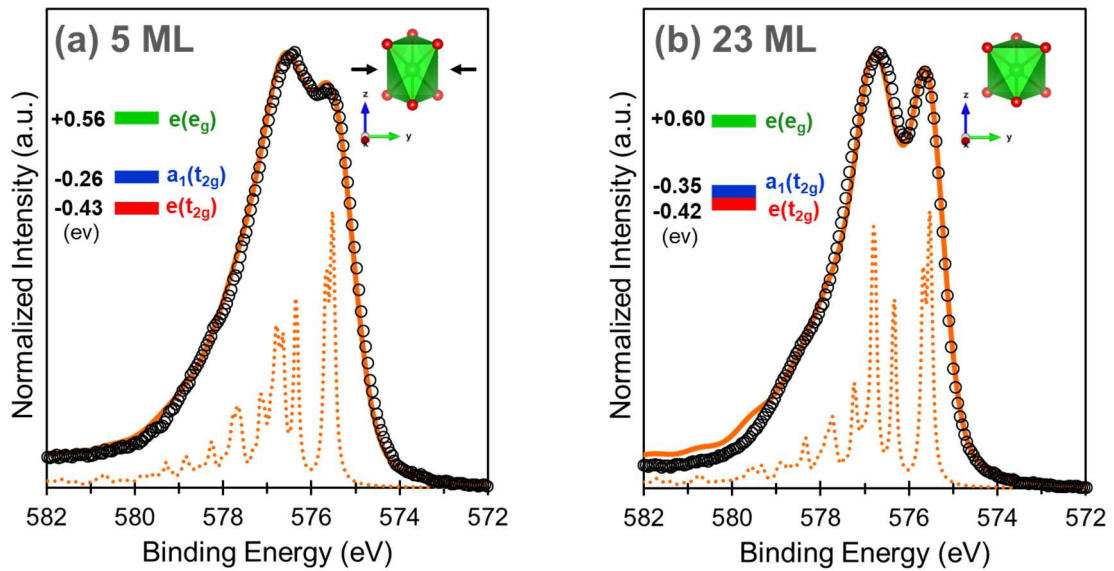 (a) 5 ML
+0.56 e(eg)
-0.26 a1(t2g)
-0.43 e(t2g)
(ev)
z
y
x
Normalized Intensity (a.u.)
582 580 578 576 574 572
Binding Energy (eV)
(b) 23 ML
+0.60 e(eg)
-0.35 a1(t2g)
-0.42 e(t2g)
(ev)
z
y
x
Normalized Intensity (a.u.)
582 580 577 576 574 572
Binding Energy (eV)